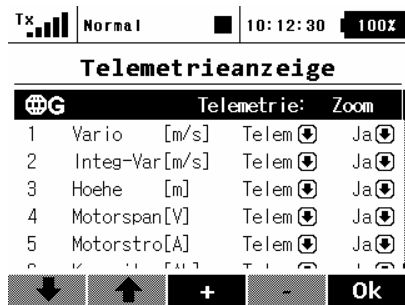 Tx Normal 10:12:30 100%
Telemetrieanzeige
G Telemetrie: Zoom
1 Vario [m/s] Telem Ja
2 Integ-Var[m/s] Telem Ja
3 Hoehe [m] Telem Ja
4 Motorspan[V] Telem Ja
5 Motorstro[A] Telem Ja
+ - Ok